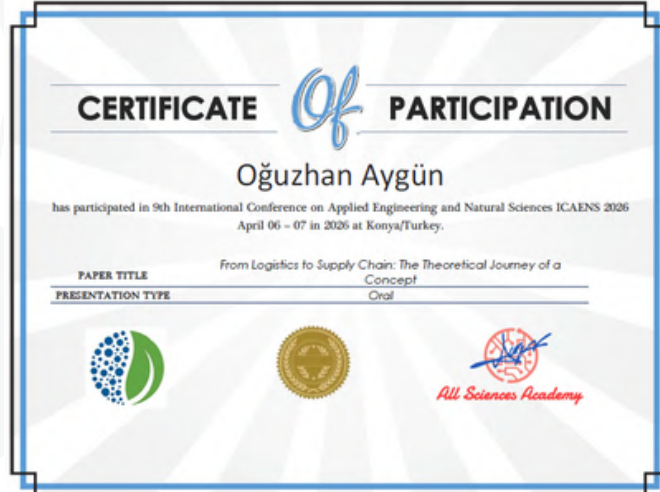 CERTIFICATE Of PARTICIPATION
Oğuzhan Aygün
has participated in 9th International Conference on Applied Engineering and Natural Sciences ICAENS 2026
April 06 – 07 in 2026 at Konya/Turkey.
PAPER TITLE From Logistics to Supply Chain: The Theoretical Journey of a
Concept
PRESENTATION TYPE Oral
All Sciences Academy